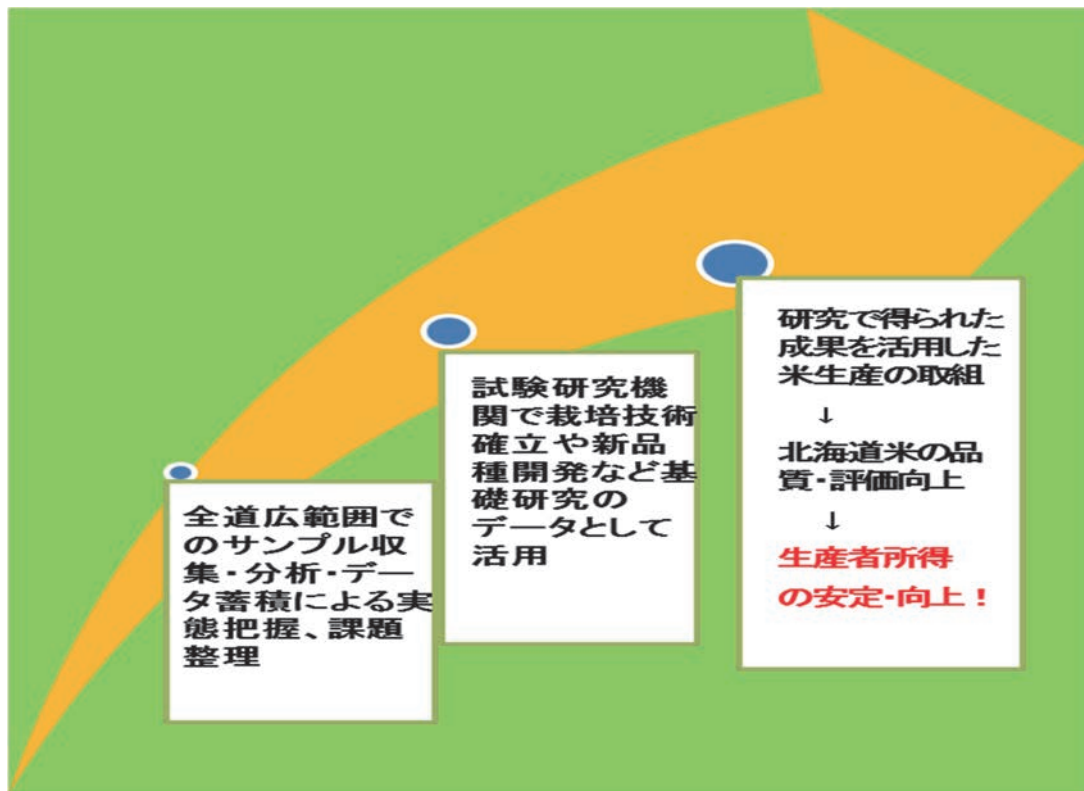 全道広範囲で
のサンプル収
集・分析・デー
タ蓄積による実
態把握、課題
整理
試験研究機
関で栽培技術
確立や新品
種開発など基
礎研究の
データとして
活用
研究で得られた
成果を活用した
米生産の取組
↓
北海道米の品
質・評価向上
↓
生産者所得
の安定・向上！